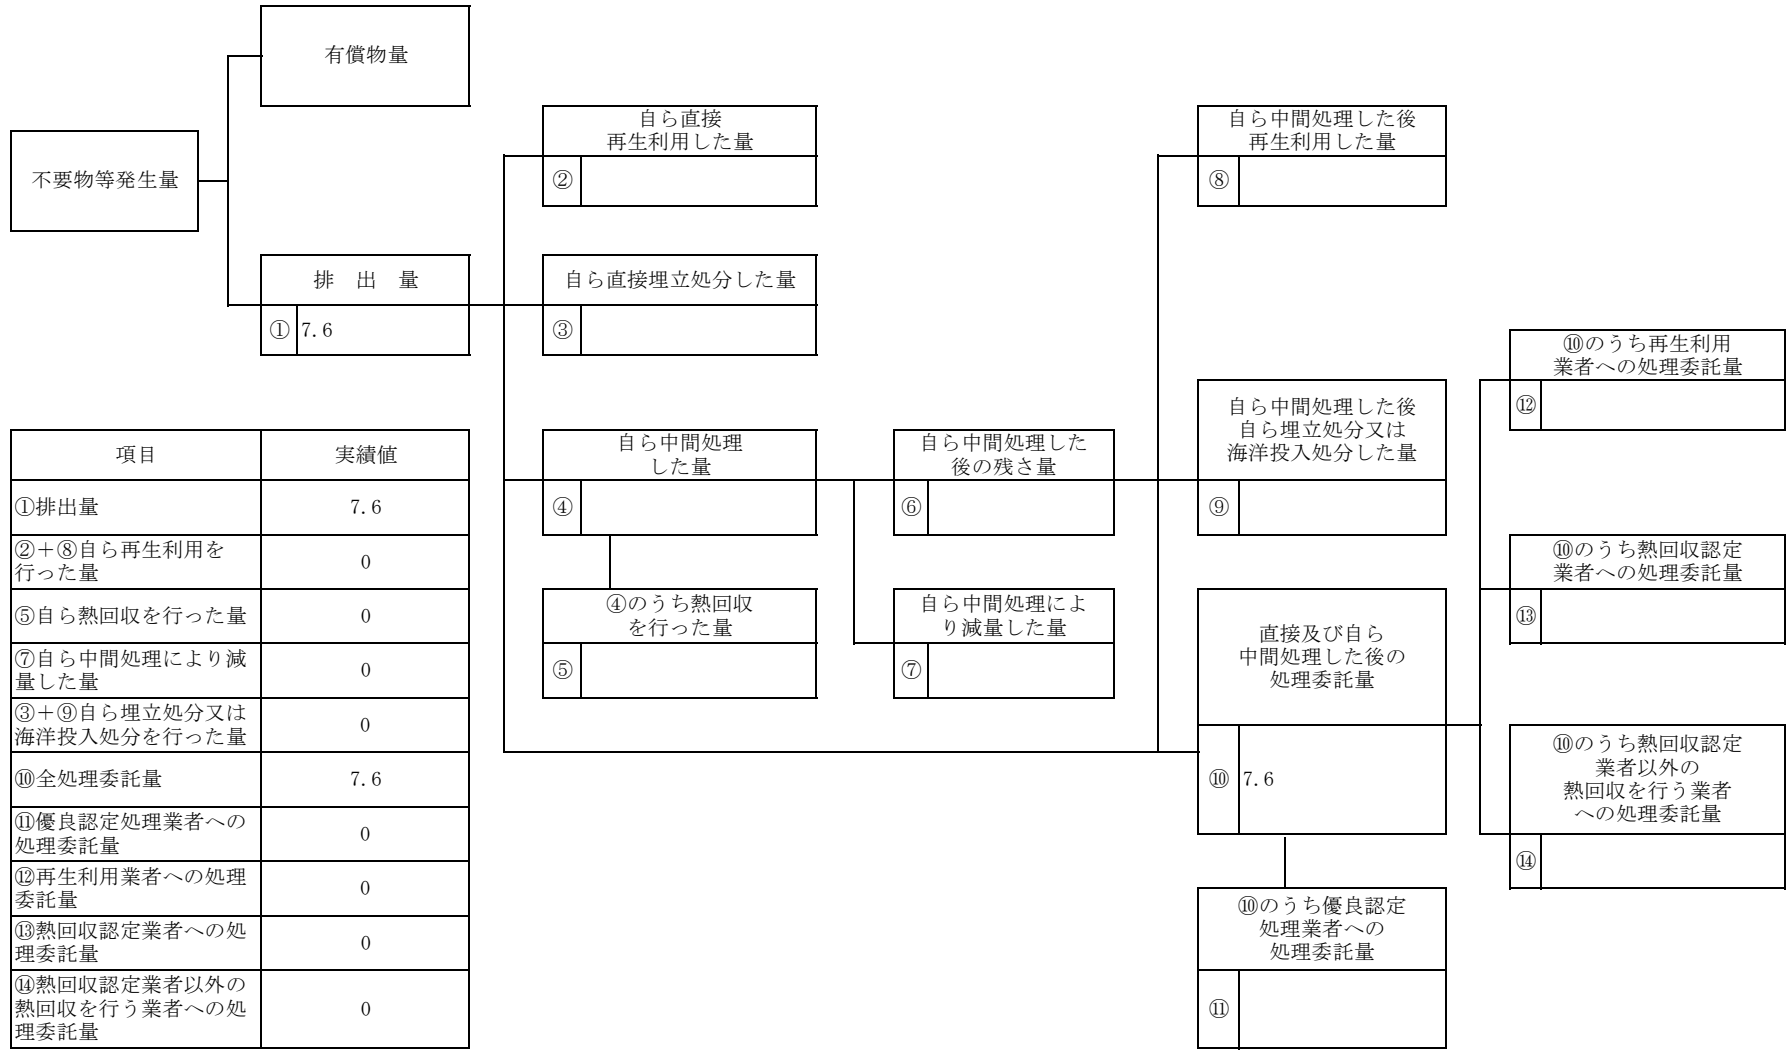 有償物量
不要物等発生量
排 出 量
① 7.6
自ら直接
再生利用した量
②
自ら直接埋立処分した量
③
自ら中間処理
した量
④
④のうち熱回収
を行った量
⑤
自ら中間処理した
後の残さ量
⑥
自ら中間処理によ
り減量した量
⑦
自ら中間処理した後
再生利用した量
⑧
自ら中間処理した後
自ら埋立処分又は
海洋投入処分した量
⑨
直接及び自ら
中間処理した後の
処理委託量
⑩ 7.6
⑩のうち優良認定
処理業者への
処理委託量
⑪
⑩のうち再生利用
業者への処理委託量
⑫
⑩のうち熱回収認定
業者への処理委託量
⑬
⑩のうち熱回収認定
業者以外の
熱回収を行う業者
への処理委託量
⑭
項目 実績値
①排出量 7.6
②＋⑧自ら再生利用を
行った量 0
⑤自ら熱回収を行った量 0
⑦自ら中間処理により減
量した量 0
③＋⑨自ら埋立処分又は
海洋投入処分を行った量 0
⑩全処理委託量 7.6
⑪優良認定処理業者への
処理委託量 0
⑫再生利用業者への処理
委託量 0
⑬熱回収認定業者への処
理委託量 0
⑭熱回収認定業者以外の
熱回収を行う業者への処
理委託量 0